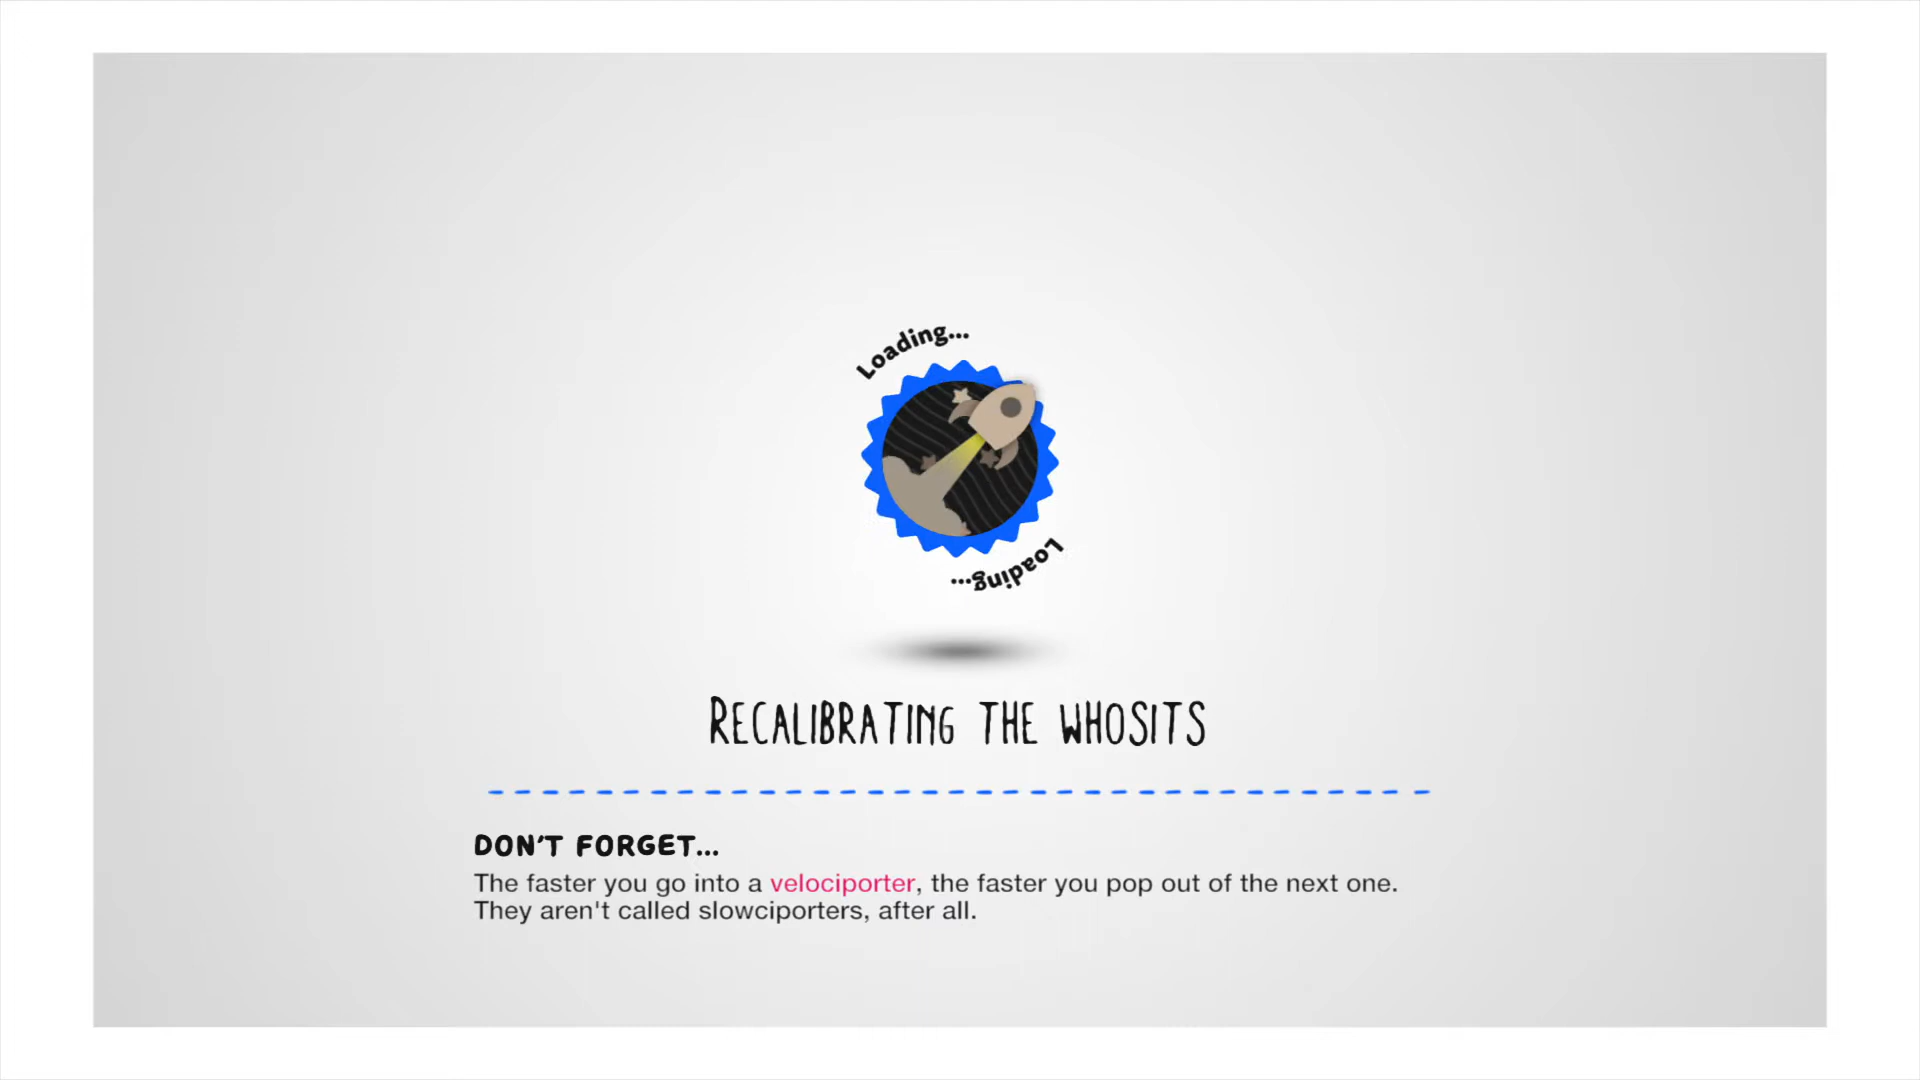 Loading...
Loading...
Recalibrating the whosits
DON'T FORGET...
The faster you go into a velociporter, the faster you pop out of the next one.
They aren't called slowciporters, after all.